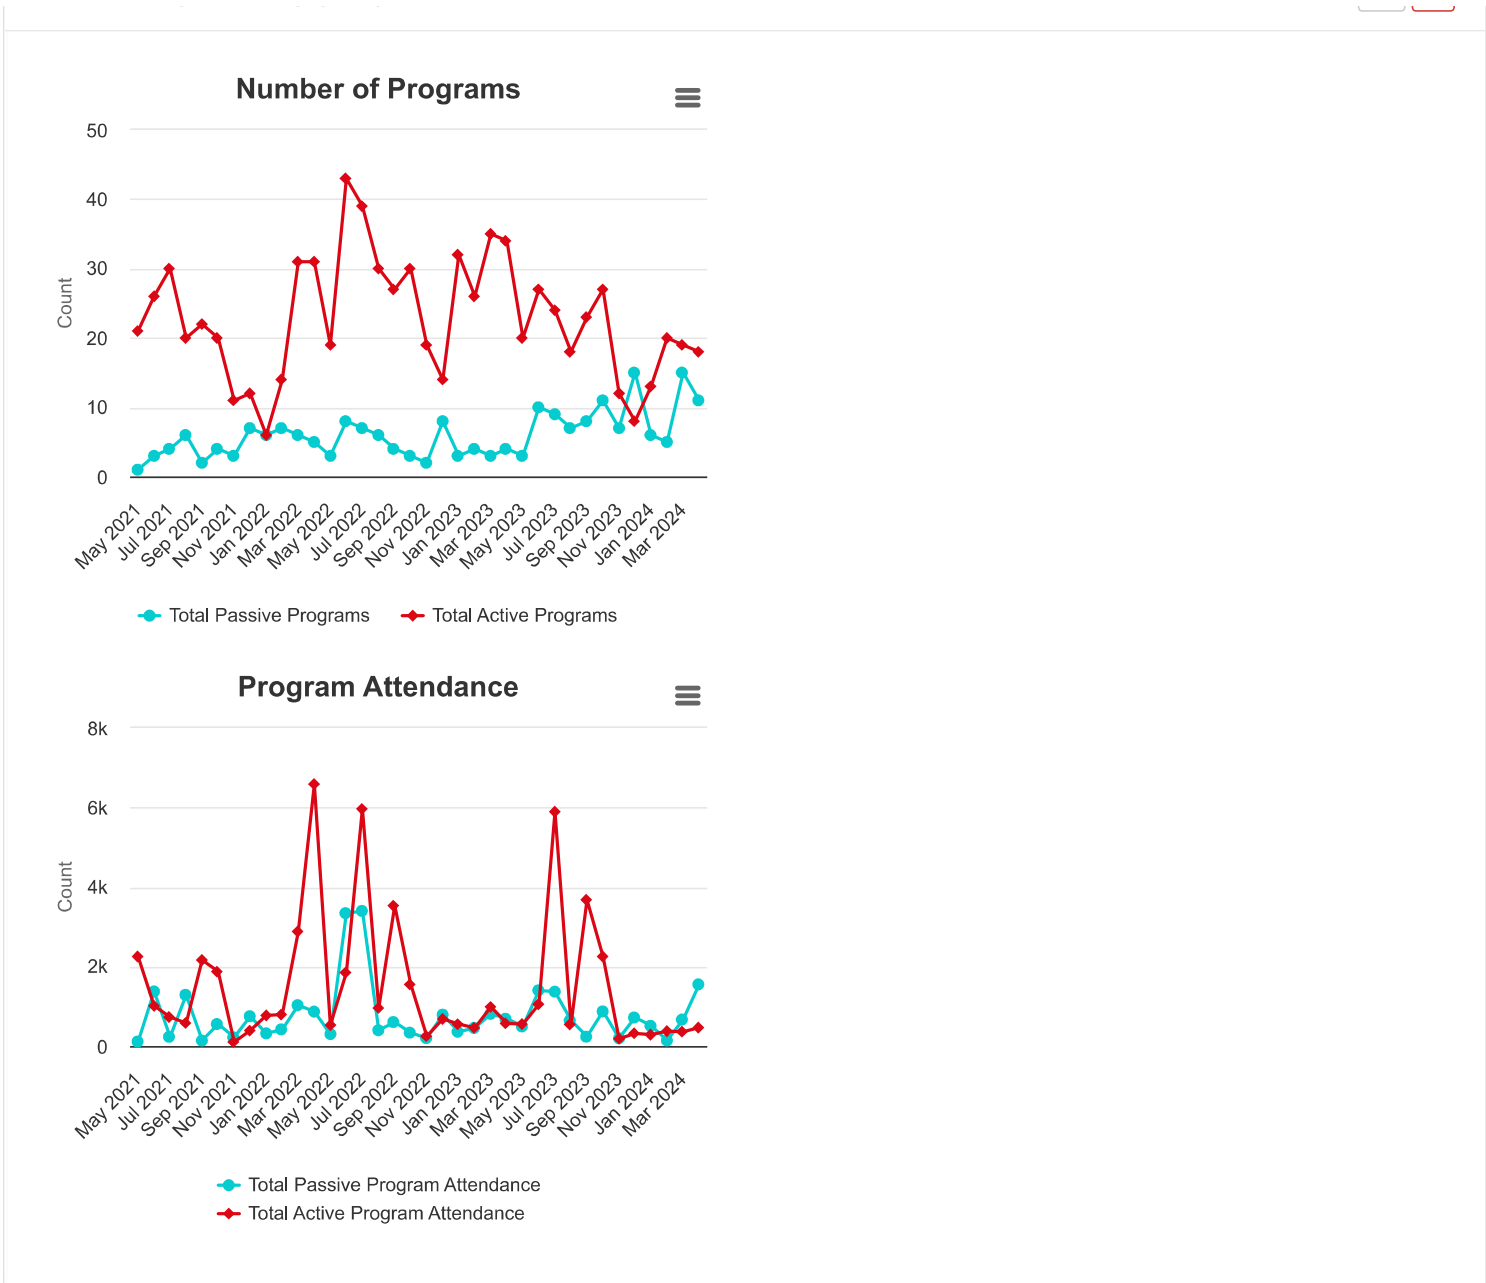 Number of Programs
50
40
30
20
10
0
Count
May 2021
Jul 2021
Sep 2021
Nov 2021
Jan 2022
Mar 2022
May 2022
Jul 2022
Sep 2022
Nov 2022
Jan 2023
Mar 2023
May 2023
Jul 2023
Sep 2023
Nov 2023
Jan 2024
Mar 2024
Total Passive Programs
Total Active Programs
Program Attendance
8k
6k
4k
2k
0
Count
May 2021
Jul 2021
Sep 2021
Nov 2021
Jan 2022
Mar 2022
May 2022
Jul 2022
Sep 2022
Nov 2022
Jan 2023
Mar 2023
May 2023
Jul 2023
Sep 2023
Nov 2023
Jan 2024
Mar 2024
Total Passive Program Attendance
Total Active Program Attendance